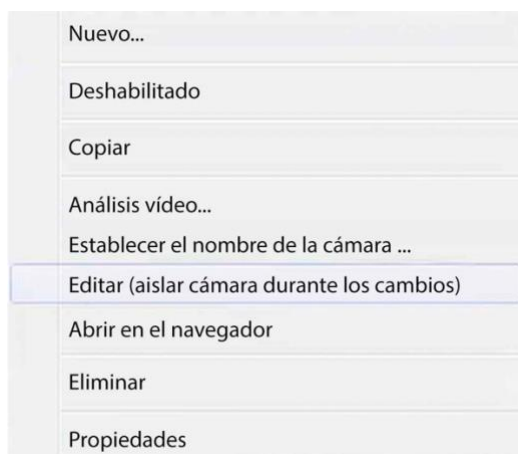 Nuevo...
Deshabilitado
Copiar
Análisis vídeo...
Establecer el nombre de la cámara ...
Editar (aislar cámara durante los cambios)
Abrir en el navegador
Eliminar
Propiedades